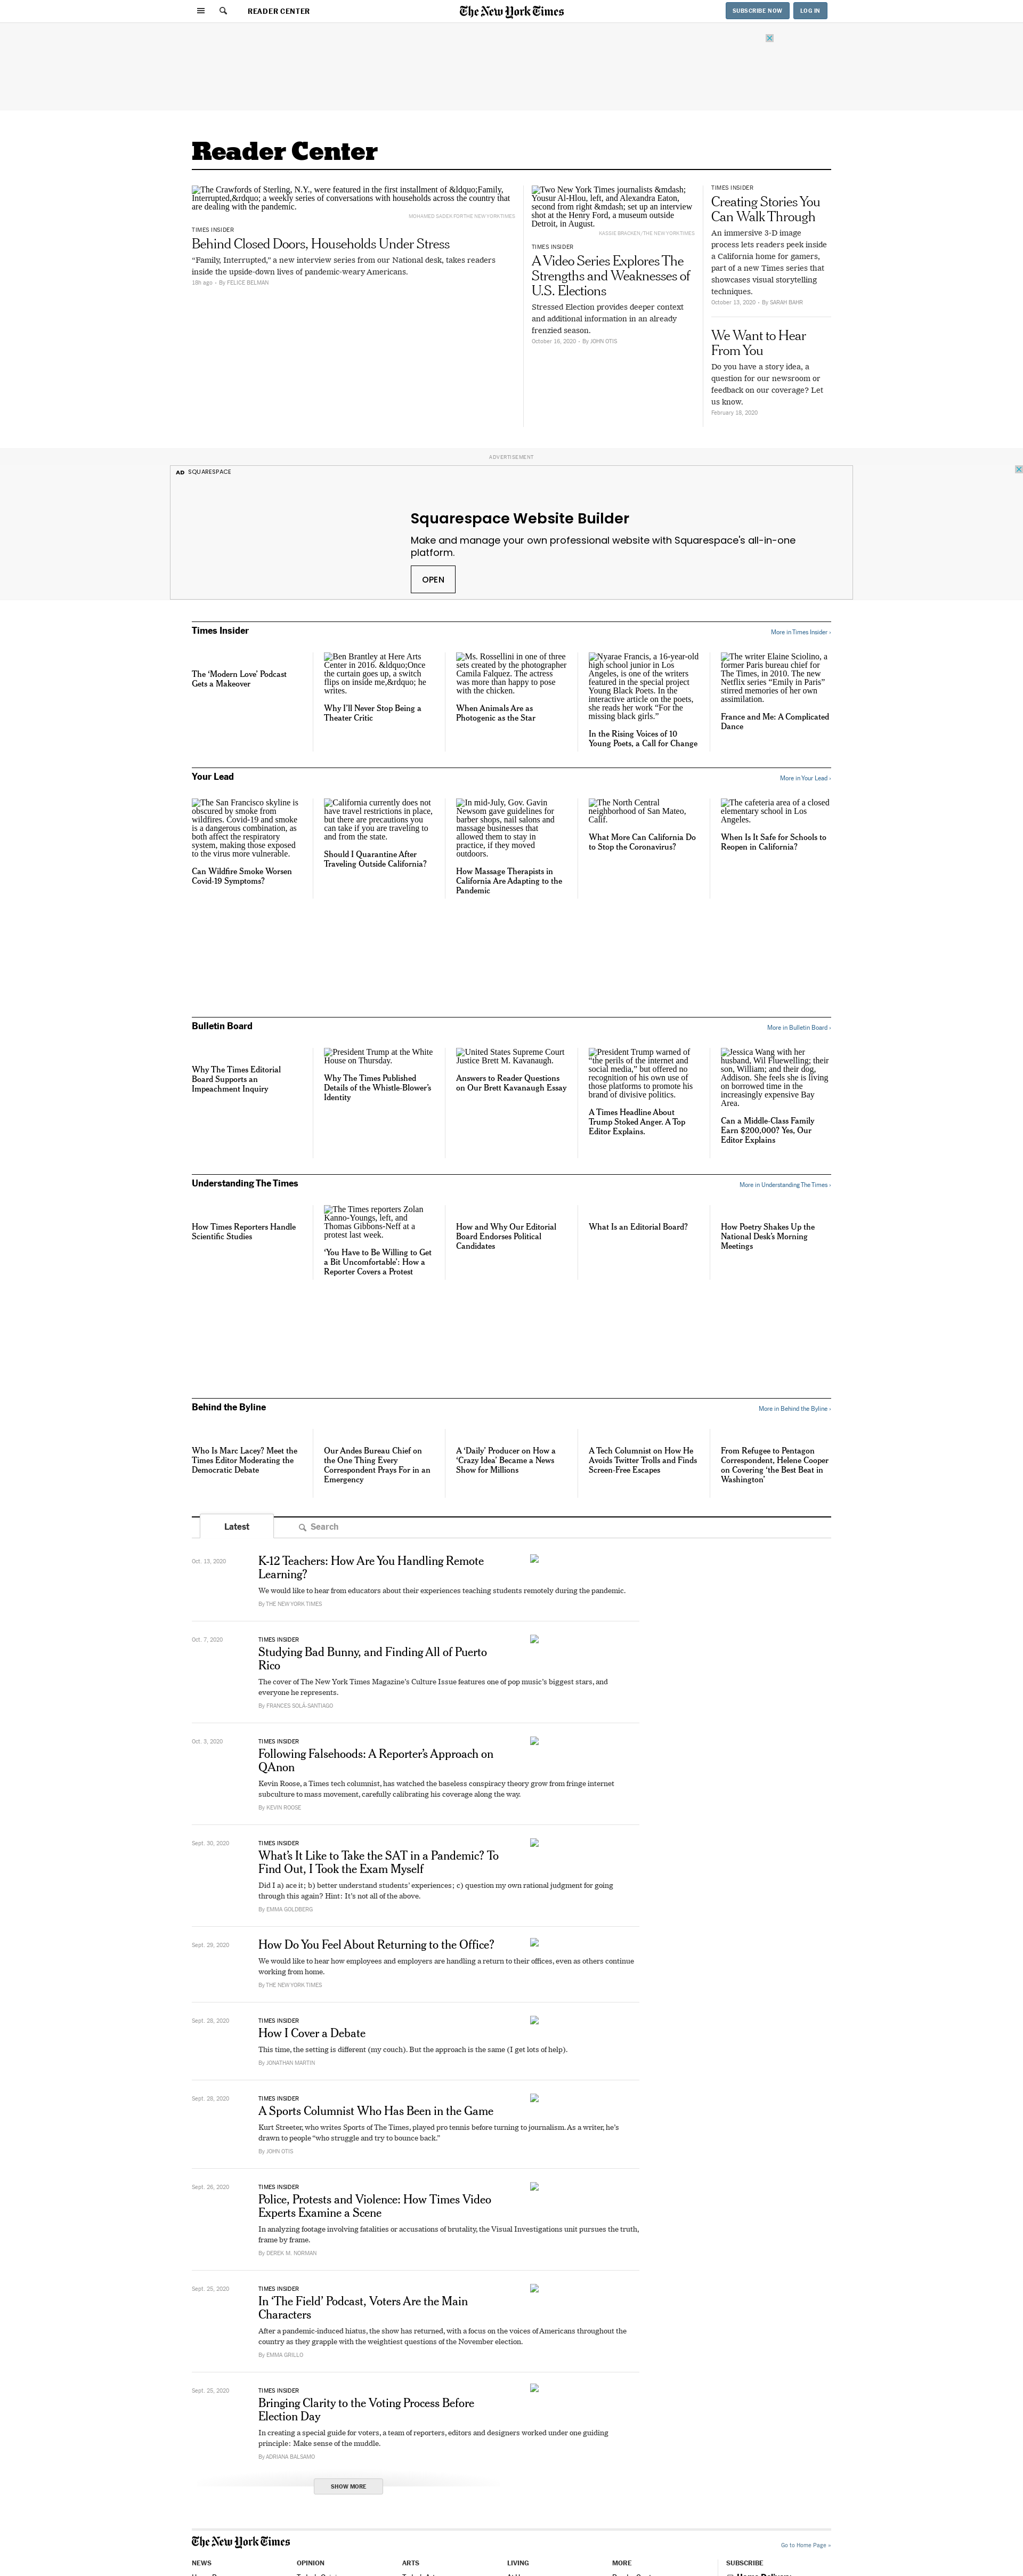 READER CENTER
The New York Times
SUBSCRIBE NOW
LOG IN
Reader Center
The Crawfords of Sterling, N.Y., were featured in the first installment of &ldquo;Family,
Interrupted,&rdquo; a weekly series of conversations with households across the country that
are dealing with the pandemic.
MOHAMED SADEK FOR THE NEW YORK TIMES
TIMES INSIDER
Behind Closed Doors, Households Under Stress
“Family, Interrupted,” a new interview series from our National desk, takes readers
inside the upside-down lives of pandemic-weary Americans.
18h ago - By FELICE BELMAN
Two New York Times journalists &mdash;
Yousur Al-Hlou, left, and Alexandra Eaton,
second from right &mdash; set up an interview
shot at the Henry Ford, a museum outside
Detroit, in August.
KASSIE BRACKEN/THE NEW YORK TIMES
TIMES INSIDER
A Video Series Explores The
Strengths and Weaknesses of
U.S. Elections
Stressed Election provides deeper context
and additional information in an already
frenzied season.
October 16, 2020 - By JOHN OTIS
TIMES INSIDER
Creating Stories You
Can Walk Through
An immersive 3-D image
process lets readers peek inside
a California home for gamers,
part of a new Times series that
showcases visual storytelling
techniques.
October 13, 2020 - By SARAH BAHR
We Want to Hear
From You
Do you have a story idea, a
question for our newsroom or
feedback on our coverage? Let
us know.
February 18, 2020
ADVERTISEMENT
AD SQUARESPACE
Squarespace Website Builder
Make and manage your own professional website with Squarespace's all-in-one
platform.
OPEN
Times Insider
More in Times Insider ›
The ‘Modern Love’ Podcast
Gets a Makeover
Ben Brantley at Here Arts
Center in 2016. &ldquo;Once
the curtain goes up, a switch
flips on inside me,&rdquo; he
writes.
Why I’ll Never Stop Being a
Theater Critic
Ms. Rossellini in one of three
sets created by the photographer
Camila Falquez. The actress
was more than happy to pose
with the chicken.
When Animals Are as
Photogenic as the Star
Nyarae Francis, a 16-year-old
high school junior in Los
Angeles, is one of the writers
featured in the special project
Young Black Poets. In the
interactive article on the poets,
she reads her work “For the
missing black girls.”
In the Rising Voices of 10
Young Poets, a Call for Change
The writer Elaine Sciolino, a
former Paris bureau chief for
The Times, in 2010. The new
Netflix series “Emily in Paris”
stirred memories of her own
assimilation.
France and Me: A Complicated
Dance
Your Lead
More in Your Lead ›
The San Francisco skyline is
obscured by smoke from
wildfires. Covid-19 and smoke
is a dangerous combination, as
both affect the respiratory
system, making those exposed
to the virus more vulnerable.
Can Wildfire Smoke Worsen
Covid-19 Symptoms?
California currently does not
have travel restrictions in place,
but there are precautions you
can take if you are traveling to
and from the state.
Should I Quarantine After
Traveling Outside California?
In mid-July, Gov. Gavin
Newsom gave guidelines for
barber shops, nail salons and
massage businesses that
allowed them to stay in
practice, if they moved
outdoors.
How Massage Therapists in
California Are Adapting to the
Pandemic
The North Central
neighborhood of San Mateo,
Calif.
What More Can California Do
to Stop the Coronavirus?
The cafeteria area of a closed
elementary school in Los
Angeles.
When Is It Safe for Schools to
Reopen in California?
Bulletin Board
More in Bulletin Board ›
Why The Times Editorial
Board Supports an
Impeachment Inquiry
President Trump at the White
House on Thursday.
Why The Times Published
Details of the Whistle-Blower’s
Identity
United States Supreme Court
Justice Brett M. Kavanaugh.
Answers to Reader Questions
on Our Brett Kavanaugh Essay
President Trump warned of
“the perils of the internet and
social media,” but offered no
recognition of his own use of
those platforms to promote his
brand of divisive politics.
A Times Headline About
Trump Stoked Anger. A Top
Editor Explains.
Jessica Wang with her
husband, Wil Fluewelling; their
son, William; and their dog,
Addison. She feels she is living
on borrowed time in the
increasingly expensive Bay
Area.
Can a Middle-Class Family
Earn $200,000? Yes, Our
Editor Explains
Understanding The Times
More in Understanding The Times ›
How Times Reporters Handle
Scientific Studies
The Times reporters Zolan
Kanno-Youngs, left, and
Thomas Gibbons-Neff at a
protest last week.
‘You Have to Be Willing to Get
a Bit Uncomfortable’: How a
Reporter Covers a Protest
How and Why Our Editorial
Board Endorses Political
Candidates
What Is an Editorial Board?
How Poetry Shakes Up the
National Desk’s Morning
Meetings
Behind the Byline
More in Behind the Byline ›
Who Is Marc Lacey? Meet the
Times Editor Moderating the
Democratic Debate
Our Andes Bureau Chief on
the One Thing Every
Correspondent Prays For in an
Emergency
A ‘Daily’ Producer on How a
‘Crazy Idea’ Became a News
Show for Millions
A Tech Columnist on How He
Avoids Twitter Trolls and Finds
Screen-Free Escapes
From Refugee to Pentagon
Correspondent, Helene Cooper
on Covering ‘the Best Beat in
Washington’
Latest
Search
Oct. 13, 2020
K-12 Teachers: How Are You Handling Remote
Learning?
We would like to hear from educators about their experiences teaching students remotely during the pandemic.
By THE NEW YORK TIMES
Oct. 7, 2020
TIMES INSIDER
Studying Bad Bunny, and Finding All of Puerto
Rico
The cover of The New York Times Magazine’s Culture Issue features one of pop music’s biggest stars, and
everyone he represents.
By FRANCES SOLÁ-SANTIAGO
Oct. 3, 2020
TIMES INSIDER
Following Falsehoods: A Reporter’s Approach on
QAnon
Kevin Roose, a Times tech columnist, has watched the baseless conspiracy theory grow from fringe internet
subculture to mass movement, carefully calibrating his coverage along the way.
By KEVIN ROOSE
Sept. 30, 2020
TIMES INSIDER
What’s It Like to Take the SAT in a Pandemic? To
Find Out, I Took the Exam Myself
Did I a) ace it; b) better understand students’ experiences; c) question my own rational judgment for going
through this again? Hint: It’s not all of the above.
By EMMA GOLDBERG
Sept. 29, 2020
How Do You Feel About Returning to the Office?
We would like to hear how employees and employers are handling a return to their offices, even as others continue
working from home.
By THE NEW YORK TIMES
Sept. 28, 2020
TIMES INSIDER
How I Cover a Debate
This time, the setting is different (my couch). But the approach is the same (I get lots of help).
By JONATHAN MARTIN
Sept. 28, 2020
TIMES INSIDER
A Sports Columnist Who Has Been in the Game
Kurt Streeter, who writes Sports of The Times, played pro tennis before turning to journalism. As a writer, he’s
drawn to people “who struggle and try to bounce back.”
By JOHN OTIS
Sept. 26, 2020
TIMES INSIDER
Police, Protests and Violence: How Times Video
Experts Examine a Scene
In analyzing footage involving fatalities or accusations of brutality, the Visual Investigations unit pursues the truth,
frame by frame.
By DEREK M. NORMAN
Sept. 25, 2020
TIMES INSIDER
In ‘The Field’ Podcast, Voters Are the Main
Characters
After a pandemic-induced hiatus, the show has returned, with a focus on the voices of Americans throughout the
country as they grapple with the weightiest questions of the November election.
By EMMA GRILLO
Sept. 25, 2020
TIMES INSIDER
Bringing Clarity to the Voting Process Before
Election Day
In creating a special guide for voters, a team of reporters, editors and designers worked under one guiding
principle: Make sense of the muddle.
By ADRIANA BALSAMO
SHOW MORE
The New York Times
Go to Home Page »
NEWS
OPINION
ARTS
LIVING
MORE
SUBSCRIBE